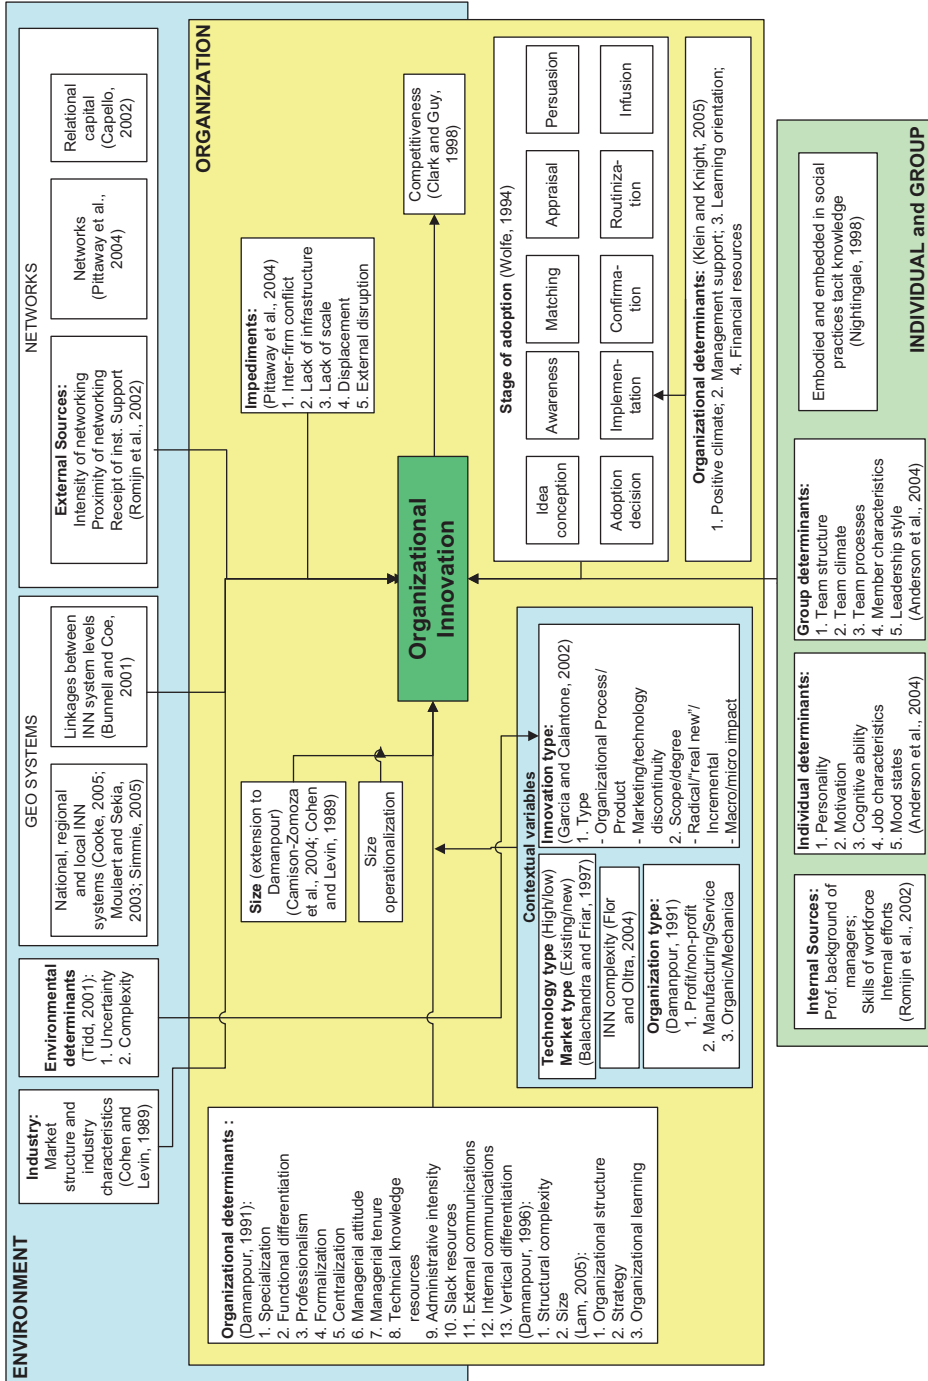 ENVIRONMENT
Industry:
Market
structure and
industry
characteristics
(Cohen and
Levin, 1989)
Environmental
determinants
(Tidd, 2001):
1. Uncertainty
2. Complexity
GEO SYSTEMS
National, regional
and local INN
systems (Cooke, 2005;
Moulaert and Sekia,
2003; Simmie, 2005)
Linkages between
INN system levels
(Bunnell and Coe,
2001)
NETWORKS
External Sources:
Intensity of networking
Proximity of networking
Receipt of inst. Support
(Romijn et al., 2002)
Networks
(Pittaway et al.,
2004)
Relational
capital
(Capello,
2002)
ORGANIZATION
Organizational determinants :
(Damanpour, 1991):
1. Specialization
2. Functional differentiation
3. Professionalism
4. Formalization
5. Centralization
6. Managerial attitude
7. Managerial tenure
8. Technical knowledge
resources
9. Administrative intensity
10. Slack resources
11. External communications
12. Internal communications
13. Vertical differentiation
(Damanpour, 1996):
1. Structural complexity
2. Size
(Lam, 2005):
1. Organizational structure
2. Strategy
3. Organizational learning
Size (extension to
Damanpour)
(Camison-Zomoza
et al., 2004; Cohen
and Levin, 1989)
Size
operationalization
Impediments:
(Pittaway et al., 2004)
1. Inter-firm conflict
2. Lack of infrastructure
3. Lack of scale
4. Displacement
5. External disruption
Organizational
Innovation
Competitiveness
(Clark and Guy,
1998)
Contextual variables
Technology type (High/low)
Market type (Existing/new)
(Balachandra and Friar, 1997)
INN complexity (Flor
and Oltra, 2004)
Organization type:
(Damanpour, 1991)
1. Profit/non-profit
2. Manufacturing/Service
3. Organic/Mechanica
Innovation type:
(Garcia and Calantone, 2002)
1. Type
- Organizational Process/
Product
- Marketing/technology
discontinuity
2. Scope/degree
- Radical/"real new"/
Incremental
- Macro/micro impact
Stage of adoption (Wolfe, 1994)
Idea
conception
Awareness
Matching
Appraisal
Persuasion
Adoption
decision
Implemen-
tation
Confirma-
tion
Routiniza-
tion
Infusion
Organizational determinants: (Klein and Knight, 2005)
1. Positive climate; 2. Management support; 3. Learning orientation;
4. Financial resources
Internal Sources:
Prof. background of
managers;
Skills of workforce
Internal efforts
(Romijn et al., 2002)
Individual determinants:
1. Personality
2. Motivation
3. Cognitive ability
4. Job characteristics
5. Mood states
(Anderson et al., 2004)
Group determinants:
1. Team structure
2. Team climate
3. Team processes
4. Member characteristics
5. Leadership style
(Anderson et al., 2004)
Embodied and embedded in social
practices tacit knowledge
(Nightingale, 1998)
INDIVIDUAL and GROUP